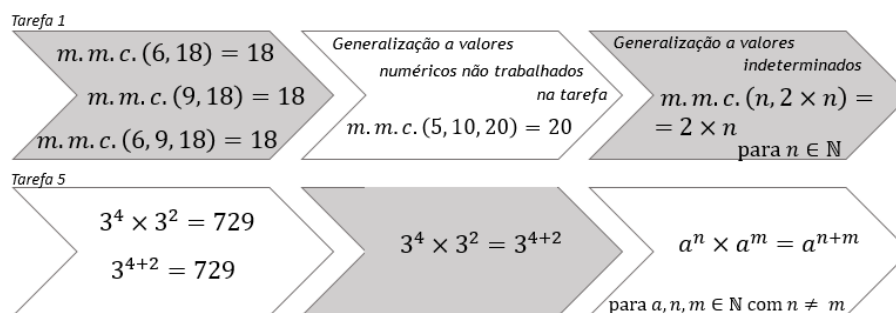 Tarefa 1
m.m.c.(6, 18) = 18
m.m.c.(9, 18) = 18
m.m.c.(6, 9, 18) = 18
Generalização a valores
numéricos não trabalhados
na tarefa
m.m.c.(5, 10, 20) = 20
Generalização a valores
indeterminados
m.m.c.(n, 2 × n) =
= 2 × n
para n ∈ ℕ
Tarefa 5
3⁴ × 3² = 729
3⁴⁺² = 729
3⁴ × 3² = 3⁴⁺²
aⁿ × aᵐ = aⁿ⁺ᵐ
para a, n, m ∈ ℕ com n ≠ m